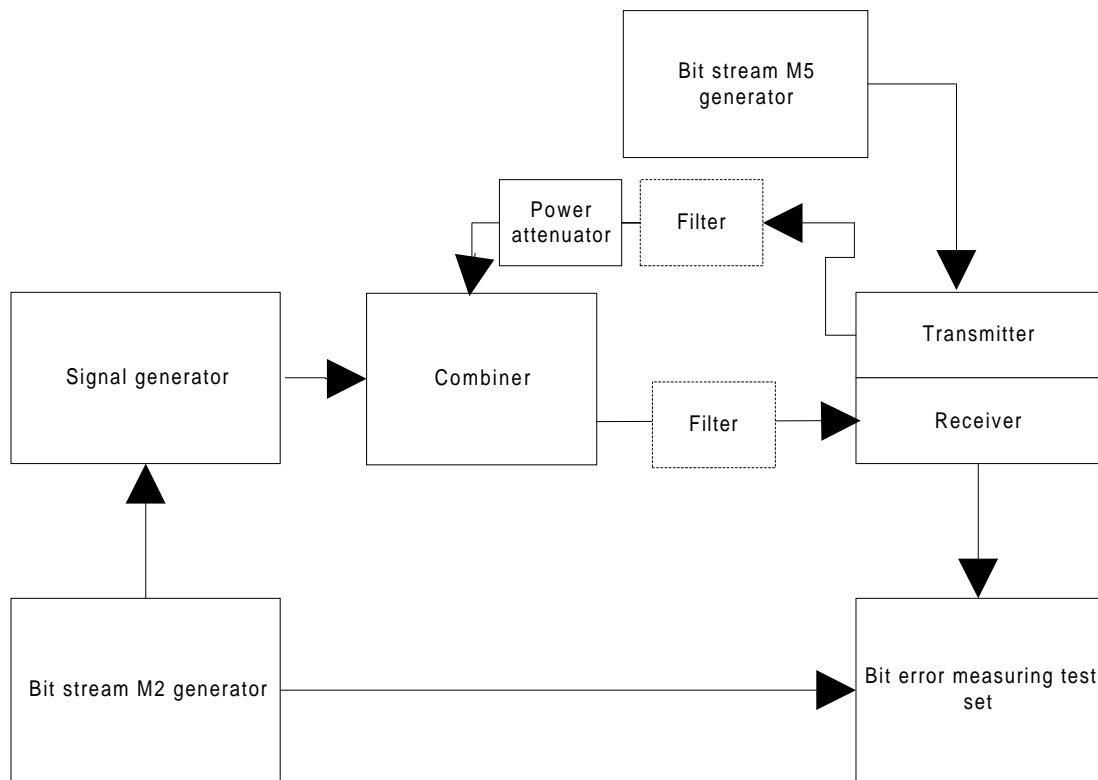 Bit stream M5
generator
Power
attenuator
Filter
Transmitter
Signal generator
Combiner
Filter
Receiver
Bit stream M2 generator
Bit error measuring test
set